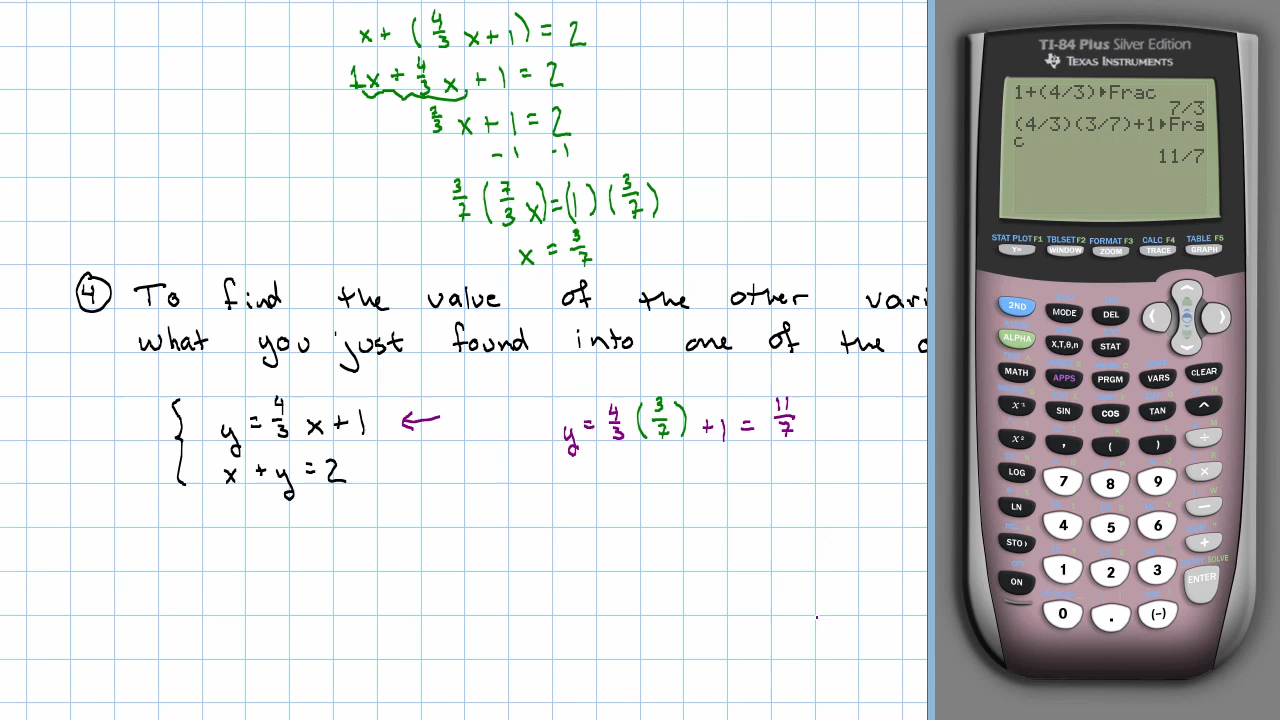 x + (4/3 x + 1) = 2
1x + 4/3 x + 1 = 2
7/3 x + 1 = 2
-1 -1
3/7 (7/3 x) = (1) (3/7)
x = 3/7
④ To find the value of the other vari
what you just found into one of the
{ y = 4/3 x + 1 ←
x + y = 2
y = 4/3 (3/7) + 1 = 11/7
TI-84 Plus Silver Edition
TEXAS INSTRUMENTS
1+(4/3)▶Frac
7/3
(4/3)(3/7)+1▶Fra
c
11/7
STAT PLOT F1 TBLSET F2 FORMAT F3 CALC F4 TABLE F5
Y= WINDOW ZOOM TRACE GRAPH
2ND MODE DEL
ALPHA X,T,θ,n STAT
MATH APPS PRGM VARS CLEAR
x⁻¹ SIN COS TAN ^
x² , ( ) ÷
LOG 7 8 9 ×
LN 4 5 6 −
STO▶ 1 2 3 +
ENTRY SOLVE
ON 0 . (−) ENTER